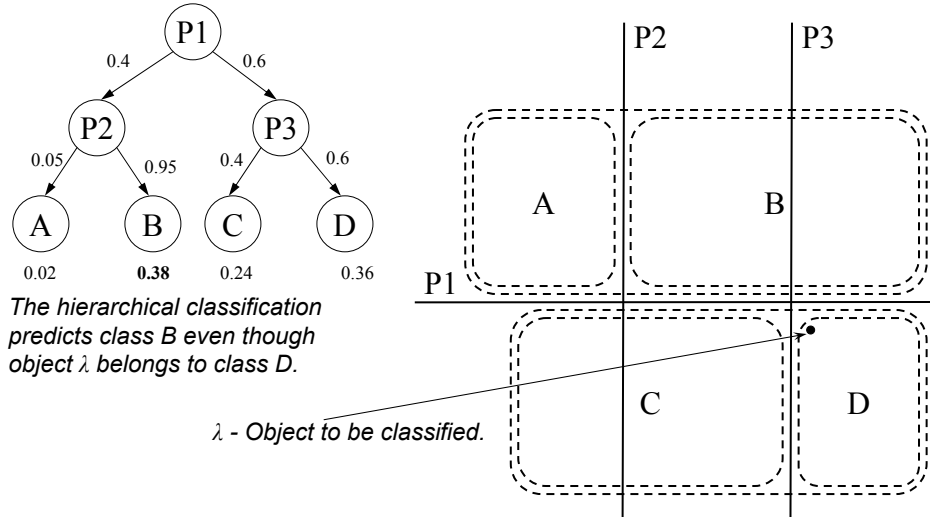 P1
0.4
0.6
P2
P3
0.05
0.95
0.4
0.6
A
B
C
D
0.02
0.38
0.24
0.36
The hierarchical classification
predicts class B even though
object λ belongs to class D.
P2
P3
A
B
P1
C
D
λ - Object to be classified.